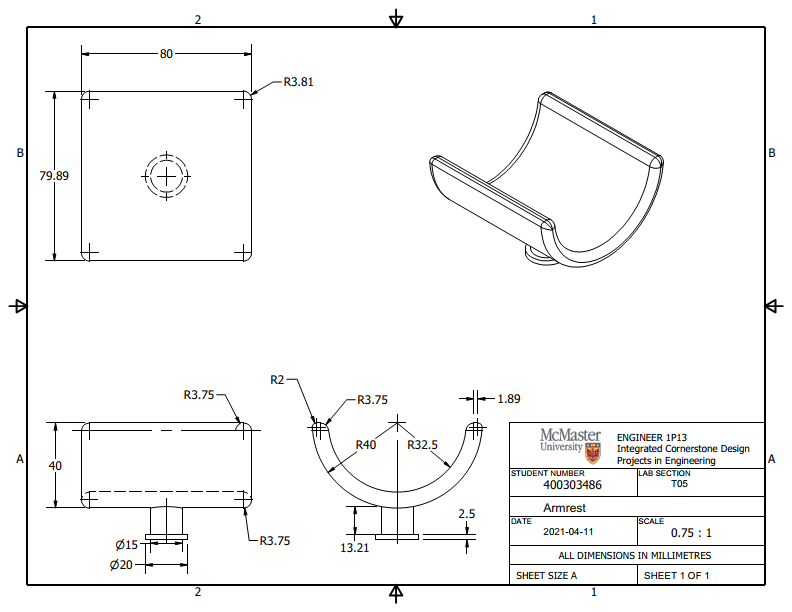 2 1
80
R3.81
B B
79.89
R2
R3.75
R3.75
1.89
A A
R40
R32.5
40
2.5
13.21
R3.75
Ø15
Ø20
McMaster
University
ENGINEER 1P13
Integrated Cornerstone Design
Projects in Engineering
STUDENT NUMBER
400303486
LAB SECTION
T05
Armrest
DATE
2021-04-11
SCALE
0.75 : 1
ALL DIMENSIONS IN MILLIMETRES
SHEET SIZE A
SHEET 1 OF 1
2 1